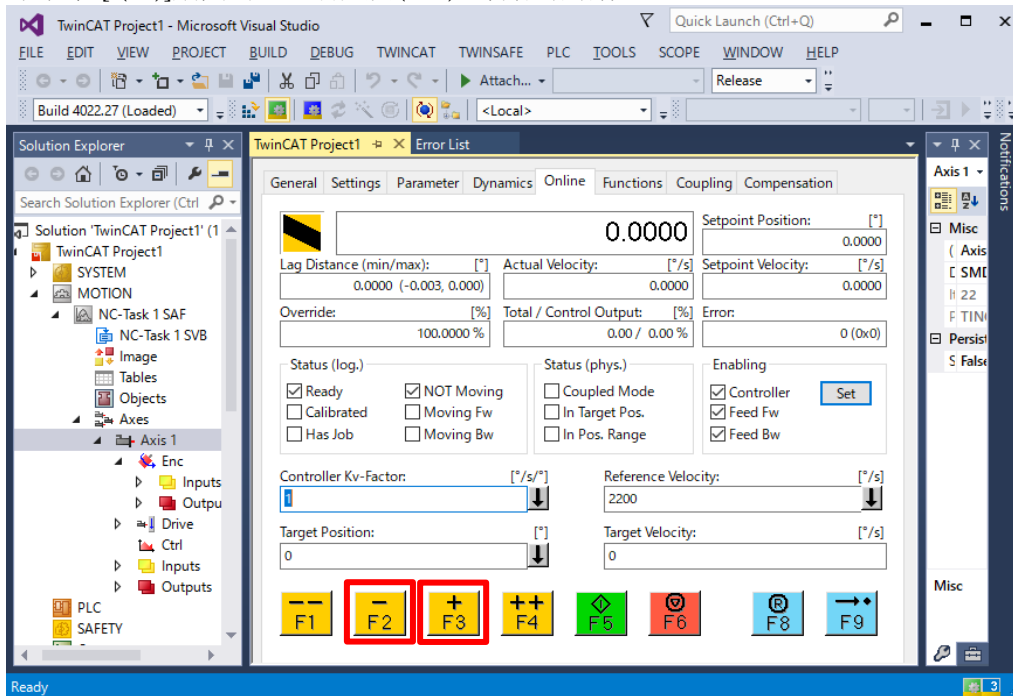 TwinCAT Project1 - Microsoft Visual Studio
Quick Launch (Ctrl+Q)
FILE EDIT VIEW PROJECT BUILD DEBUG TWINCAT TWINSAFE PLC TOOLS SCOPE WINDOW HELP
Attach... Release
Build 4022.27 (Loaded) <Local>
Solution Explorer
TwinCAT Project1 Error List
Notifications
Search Solution Explorer (Ctrl
Solution 'TwinCAT Project1' (1
TwinCAT Project1
SYSTEM
MOTION
NC-Task 1 SAF
NC-Task 1 SVB
Image
Tables
Objects
Axes
Axis 1
Enc
Inputs
Outpu
Drive
Ctrl
Inputs
Outputs
PLC
SAFETY
General Settings Parameter Dynamics Online Functions Coupling Compensation
0.0000
Setpoint Position: [°]
0.0000
Lag Distance (min/max): [°] Actual Velocity: [°/s] Setpoint Velocity: [°/s]
0.0000 (-0.003, 0.000) 0.0000 0.0000
Override: [%] Total / Control Output: [%] Error:
100.0000 % 0.00 / 0.00 % 0 (0x0)
Status (log.) Status (phys.) Enabling
Ready NOT Moving Coupled Mode Controller Set
Calibrated Moving Fw In Target Pos. Feed Fw
Has Job Moving Bw In Pos. Range Feed Bw
Controller Kv-Factor: [°/s/°] Reference Velocity: [°/s]
1 2200
Target Position: [°] Target Velocity: [°/s]
0 0
-- - + ++ R
F1 F2 F3 F4 F5 F6 F8 F9
Axis 1
Misc
Axis
SMI
22
TIN
Persist
S False
Misc
Ready
3